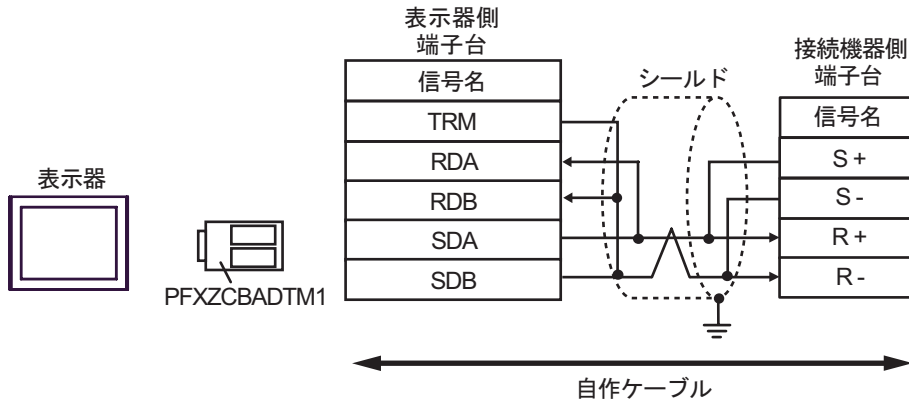 表示器
PFXZCBADTM1
表示器側
端子台
信号名
TRM
RDA
RDB
SDA
SDB
シールド
接続機器側
端子台
信号名
S +
S -
R +
R -
自作ケーブル